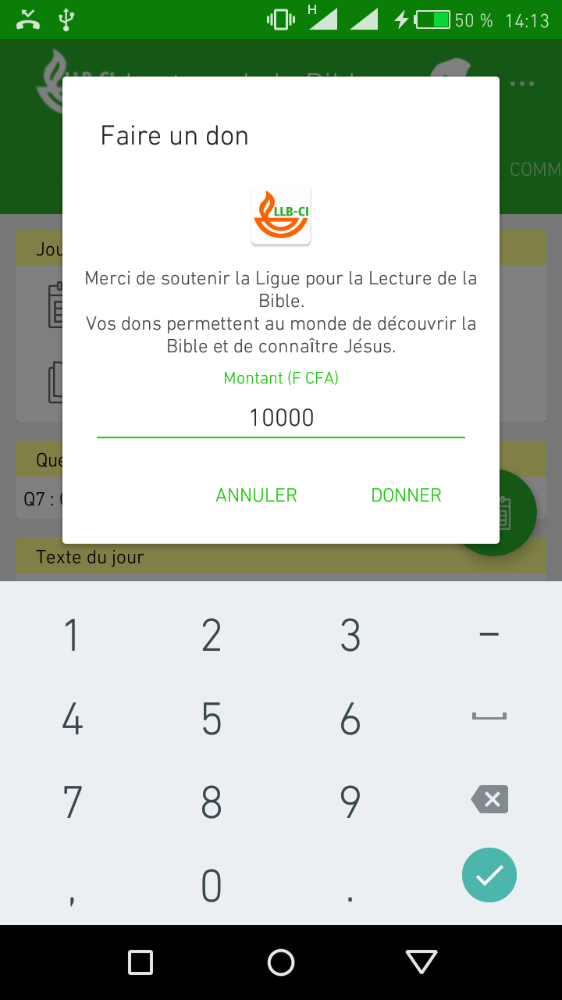 H
50 %
14:13
COMM
Faire un don
LLB-CI
Merci de soutenir la Ligue pour la Lecture de la
Bible.
Vos dons permettent au monde de découvrir la
Bible et de connaître Jésus.
Montant (F CFA)
10000
ANNULER
DONNER
Jou
Que
Q7 :
Texte du jour
1 2 3 –
4 5 6
7 8 9
, 0 .